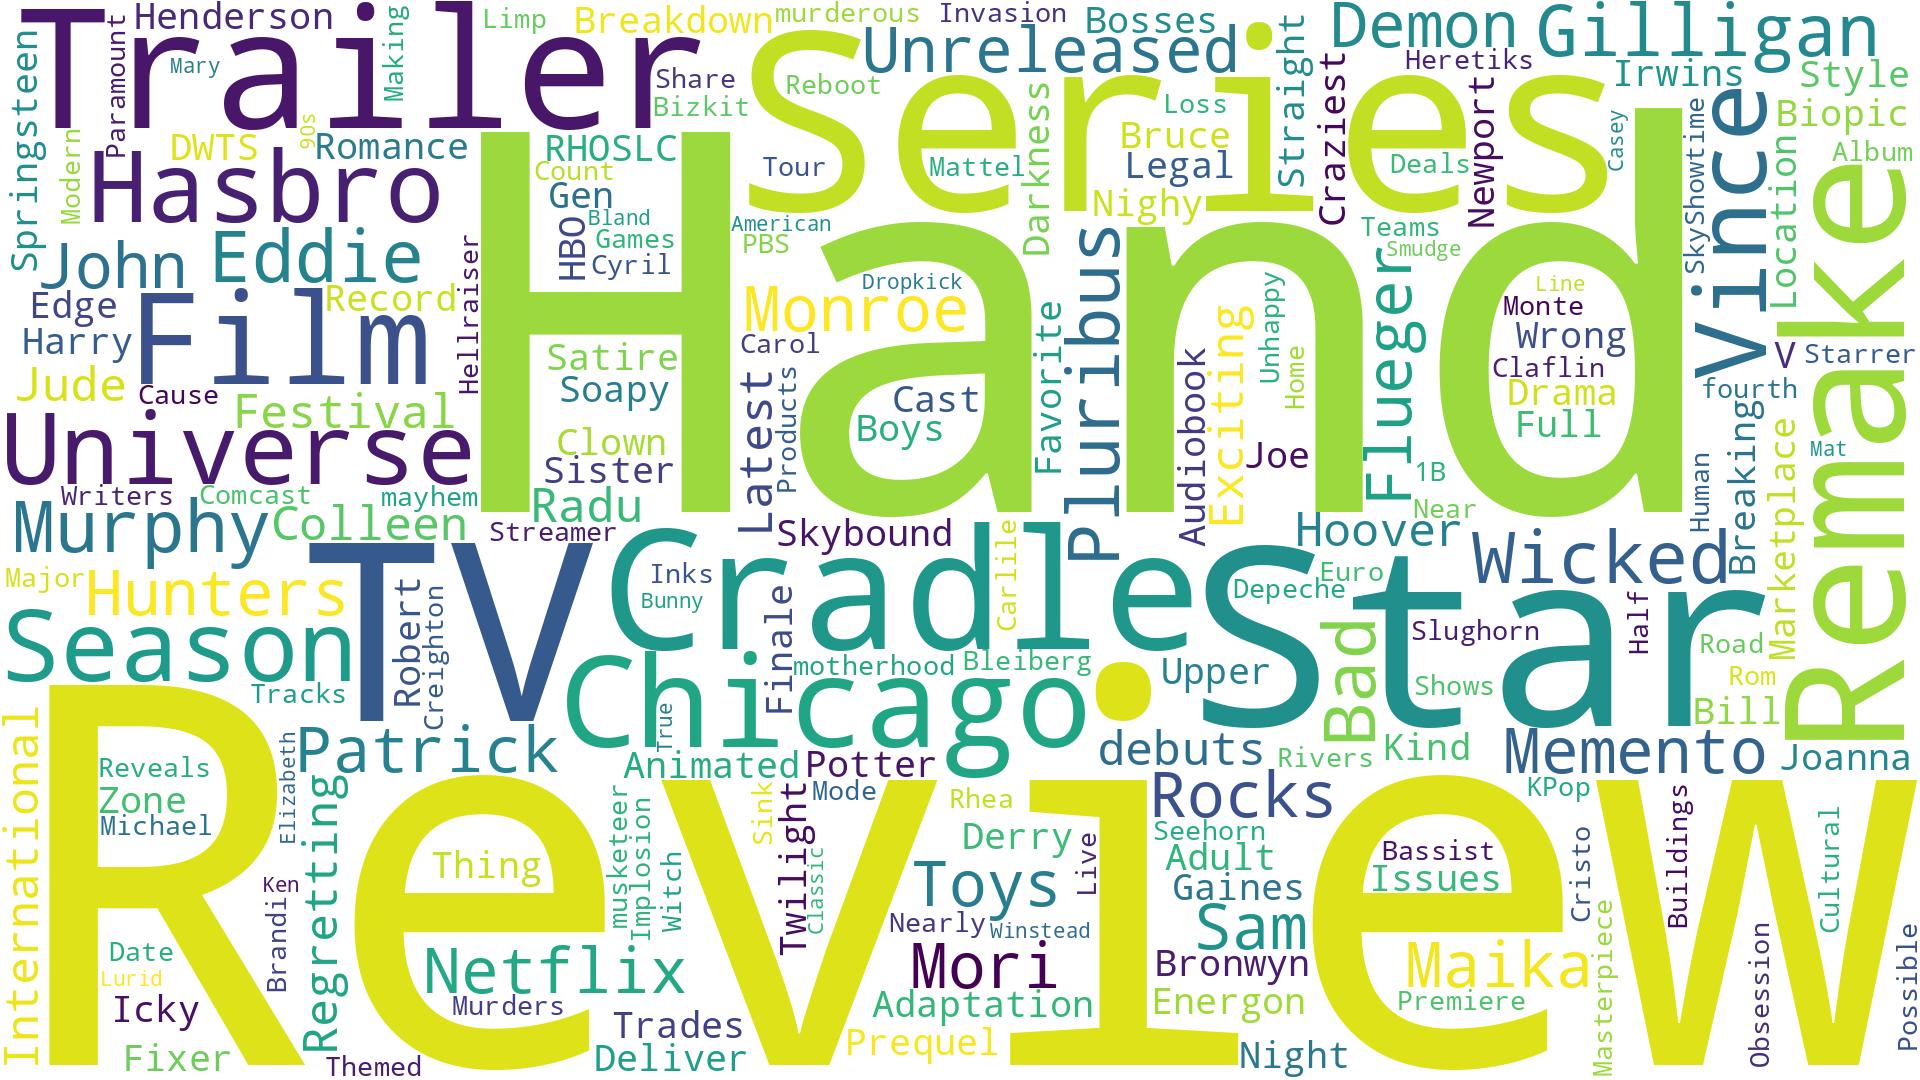 Trailer
Henderson
Limp
Breakdown
murderous
Invasion
Bosses
Demon
Gilligan
Springsteen
Paramount
Mary
Making
Share
Bizkit
Series
Reboot
Unreleased
Straight
Craziest
Heretiks
Irwins
Style
Modern
90s
DWTS
Romance
RHOSLC
Tour
Mattel
Darkness
Loss
Bruce
Legal
Deals
Newport
Casey
Vince
Biopic
Album
Hasbro
Count
Gen
HBO
Bland
Games
Cyril
American
PBS
Nighy
Teams
Smudge
SkyShowtime
Location
Remake
John
Eddie
Hellraiser
Hand
Dropkick
Monroe
Pluribus
Unhappy
Flueger
Line
Monte
Wrong
Edge
Film
Record
Harry
Satire
Carol
Favorite
Exciting
Home
Claflin
Drama
V
Starrer
Jude
Cause
Festival
Soapy
Latest
Products
Cast
Boys
Audiobook
Full
fourth
Universe
Clown
Sister
Joe
1B
Breaking
Marketplace
Mat
Writers
Comcast
mayhem
Radu
Near
Human
Murphy
Colleen
Streamer
Skybound
Hoover
Wicked
Major
Hunters
TV
Cradle
Inks
Bunny
Carlile
Star
Depeche
Euro
Robert
Creighton
Finale
Slughorn
Half
Season
Chicago
motherhood
Bleiberg
Upper
Bad
Road
Tracks
True
Shows
Rom
Bill
International
Patrick
Animated
Potter
debuts
Rivers
Kind
Memento
Joanna
Reveals
Zone
Michael
Elizabeth
Regretting
Review
Sink
Mode
Rhea
Rocks
KPop
musketeer
Implosion
Witch
Twilight
Classic
Derry
Live
Seehorn
Adult
Bassist
Issues
Cristo
Buildings
Cultural
Thing
Ken
Brandi
Toys
Gaines
Nearly
Winstead
Sam
Date
Lurid
Icky
Netflix
Murders
Mori
Bronwyn
Maika
Masterpiece
Obsession
Possible
Adaptation
Energon
Premiere
Fixer
Themed
Trades
Deliver
Prequel
Night